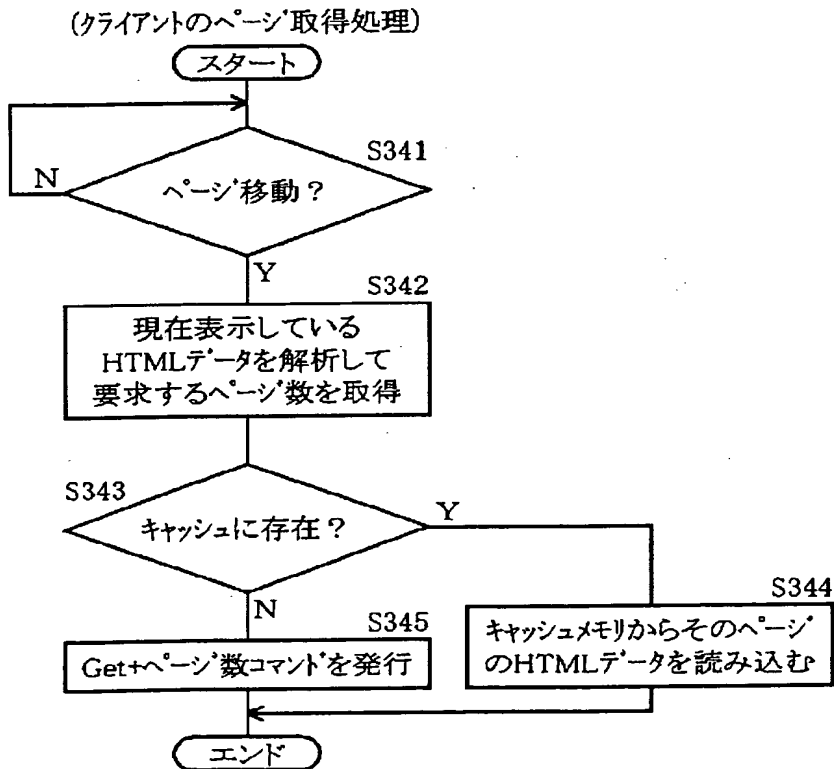 (クライアントのページ取得処理)
スタート
S341
N
ページ移動？
Y
S342
現在表示している
HTMLデータを解析して
要求するページ数を取得
S343
キャッシュに存在？
Y
N
S344
S345
キャッシュメモリからそのページ
のHTMLデータを読み込む
Get+ページ数コマンドを発行
エンド